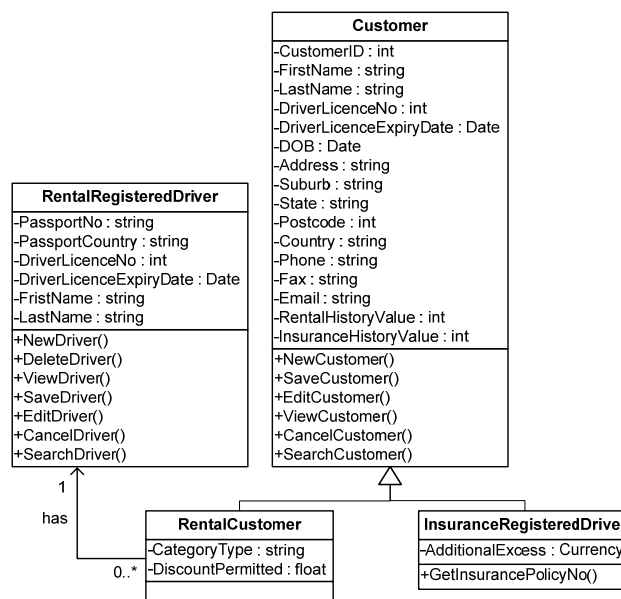 Customer
-CustomerID : int
-FirstName : string
-LastName : string
-DriverLicenceNo : int
-DriverLicenceExpiryDate : Date
-DOB : Date
-Address : string
-Suburb : string
-State : string
-Postcode : int
-Country : string
-Phone : string
-Fax : string
-Email : string
-RentalHistoryValue : int
-InsuranceHistoryValue : int
+NewCustomer()
+SaveCustomer()
+EditCustomer()
+ViewCustomer()
+CancelCustomer()
+SearchCustomer()
RentalRegisteredDriver
-PassportNo : string
-PassportCountry : string
-DriverLicenceNo : int
-DriverLicenceExpiryDate : Date
-FristName : string
-LastName : string
+NewDriver()
+DeleteDriver()
+ViewDriver()
+SaveDriver()
+EditDriver()
+CancelDriver()
+SearchDriver()
1
has
0..*
RentalCustomer
-CategoryType : string
-DiscountPermitted : float
InsuranceRegisteredDrive
-AdditionalExcess : Currency
+GetInsurancePolicyNo()